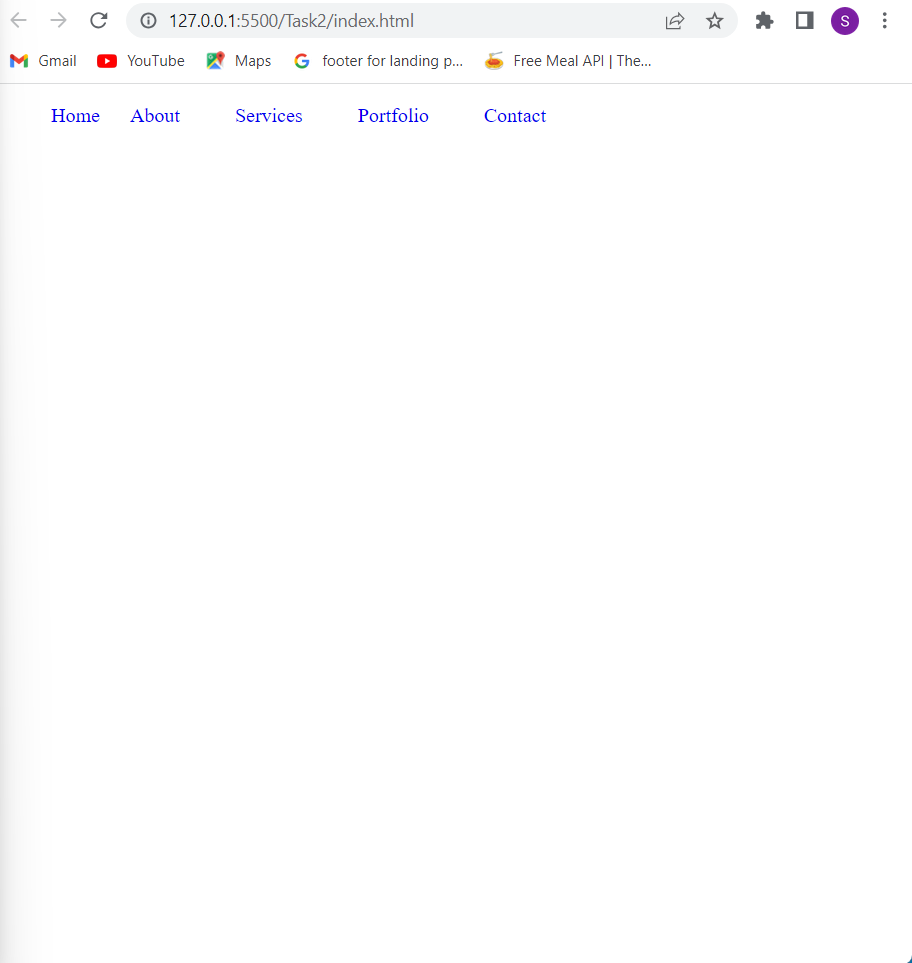 127.0.0.1:5500/Task2/index.html S
Gmail YouTube Maps footer for landing p... Free Meal API | The...
Home About Services Portfolio Contact